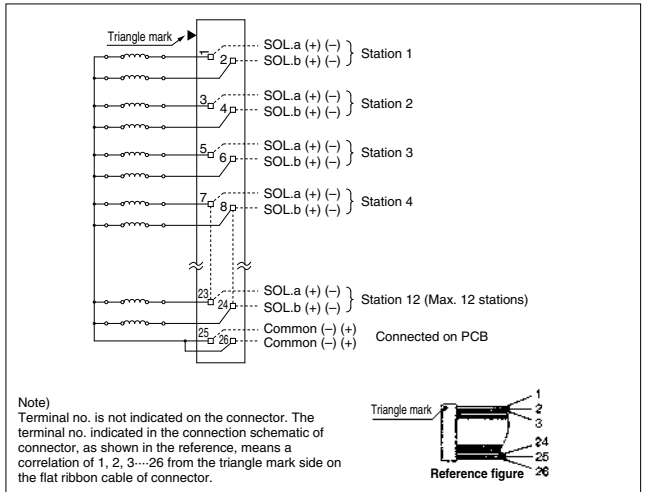 Triangle mark
1 SOL.a (+) (–)
2 SOL.b (+) (–)
Station 1
3 SOL.a (+) (–)
4 SOL.b (+) (–)
Station 2
5 SOL.a (+) (–)
6 SOL.b (+) (–)
Station 3
7 SOL.a (+) (–)
8 SOL.b (+) (–)
Station 4
23 SOL.a (+) (–)
24 SOL.b (+) (–)
Station 12 (Max. 12 stations)
25 Common (–) (+)
26 Common (–) (+)
Connected on PCB
Note)
Terminal no. is not indicated on the connector. The
terminal no. indicated in the connection schematic of
connector, as shown in the reference, means a
correlation of 1, 2, 3····26 from the triangle mark side on
the flat ribbon cable of connector.
Triangle mark
1
2
3
24
25
26
Reference figure